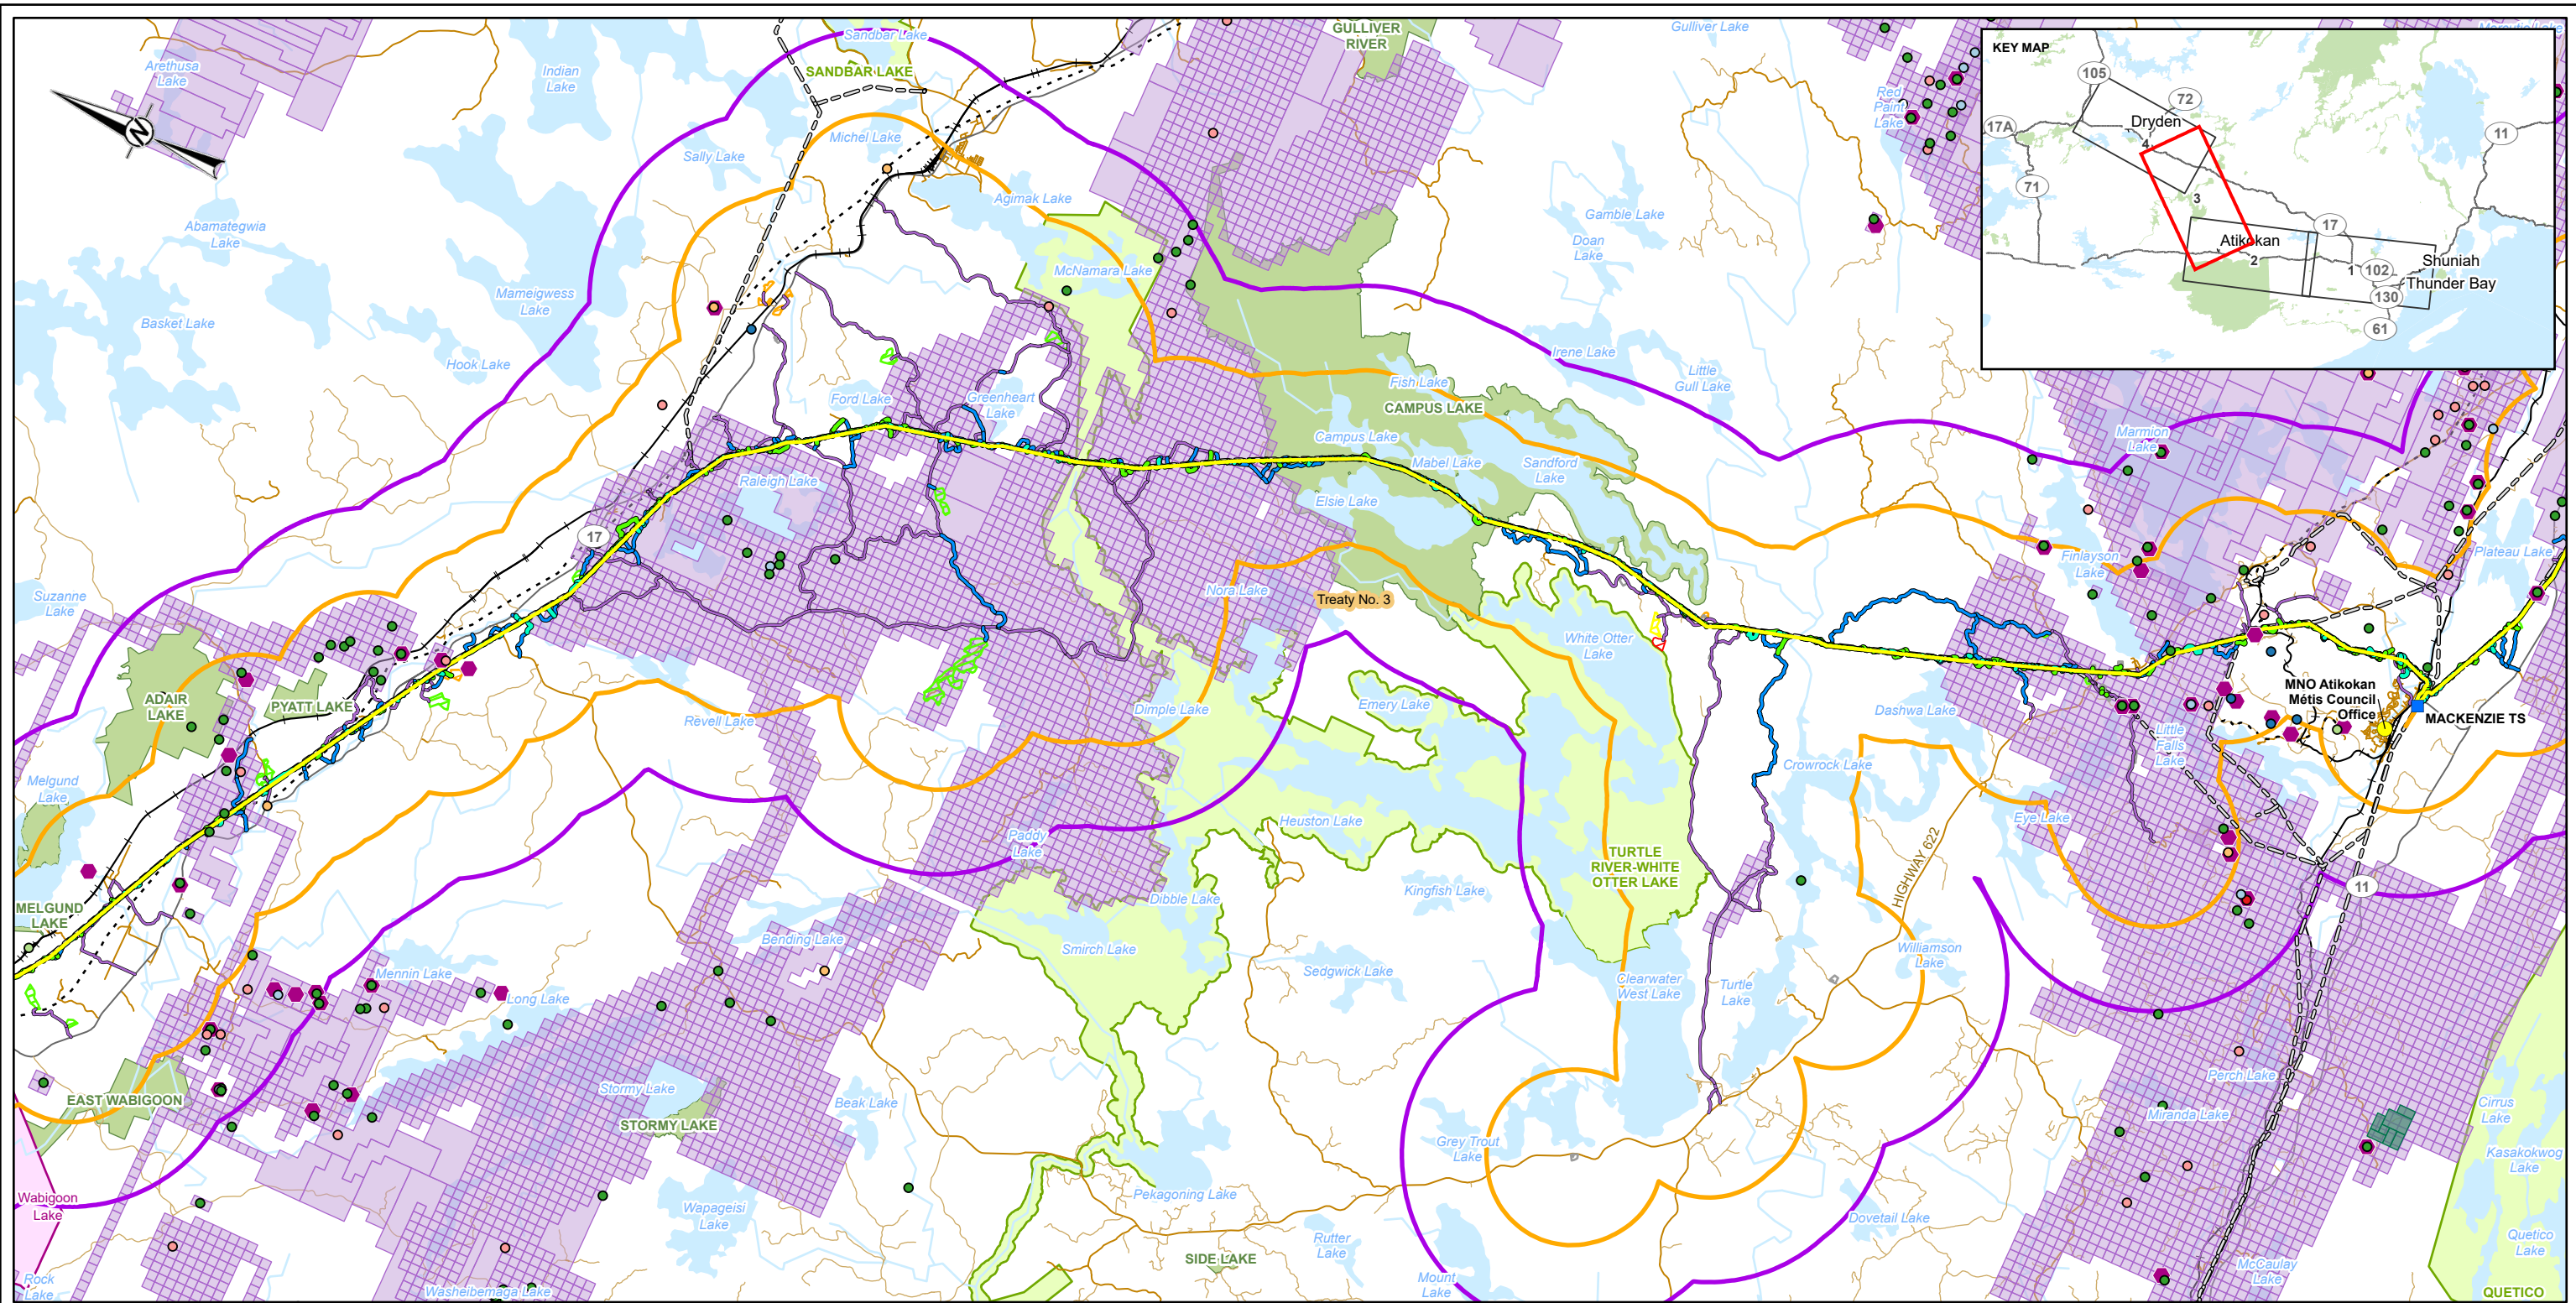 Sandbar Lake
SANDBAR LAKE
GULLIVER
RIVER
Gulliver Lake
Arethusa
Lake
Indian
Lake
N
Michel Lake
Sally Lake
Agimak Lake
Red
Paint
Lake
Abamategwia
Lake
Gamble Lake
Doan
Lake
McNamara Lake
Mameigwess
Lake
Basket Lake
Hook Lake
Irene Lake
Little
Gull Lake
Fish Lake
CAMPUS LAKE
Ford Lake
Greenheart
Lake
Campus Lake
Mabel Lake
Sandford
Lake
Elsie Lake
Raleigh Lake
17
Marmion
Lake
Finlayson
Lake
Plateau Lake
Suzanne
Lake
Nora Lake
Treaty No. 3
White Otter
Lake
ADAIR
LAKE
PYATT LAKE
Revell Lake
Dimple Lake
Emery Lake
Dashwa Lake
MNO Atikokan
Métis Council
Office
MACKENZIE TS
Little
Falls
Lake
Melgund
Lake
Crowrock Lake
Eye Lake
Heuston Lake
Paddy
Lake
TURTLE
RIVER-WHITE
OTTER LAKE
HIGHWAY 622
11
Kingfish Lake
Dibble Lake
MELGUND
LAKE
Bending Lake
Smirch Lake
Sedgwick Lake
Williamson
Lake
Clearwater
West Lake
Turtle
Lake
Mennin Lake
Long Lake
EAST WABIGOON
Stormy Lake
STORMY LAKE
Beak Lake
Perch Lake
Miranda Lake
Cirrus
Lake
Grey Trout
Lake
Kasakokwog
Lake
Wabigoon
Lake
Pekagoning Lake
Wapageisi
Lake
Dovetail Lake
Rutter
Lake
SIDE LAKE
Quetico
Lake
McCaulay
Lake
Rock
Lake
Washeibemaga Lake
Mount
Lake
QUETICO
KEY MAP
105
72
17A
Dryden
4
11
71
3
17
Atikokan
2
1
102
Shuniah
Thunder Bay
130
61